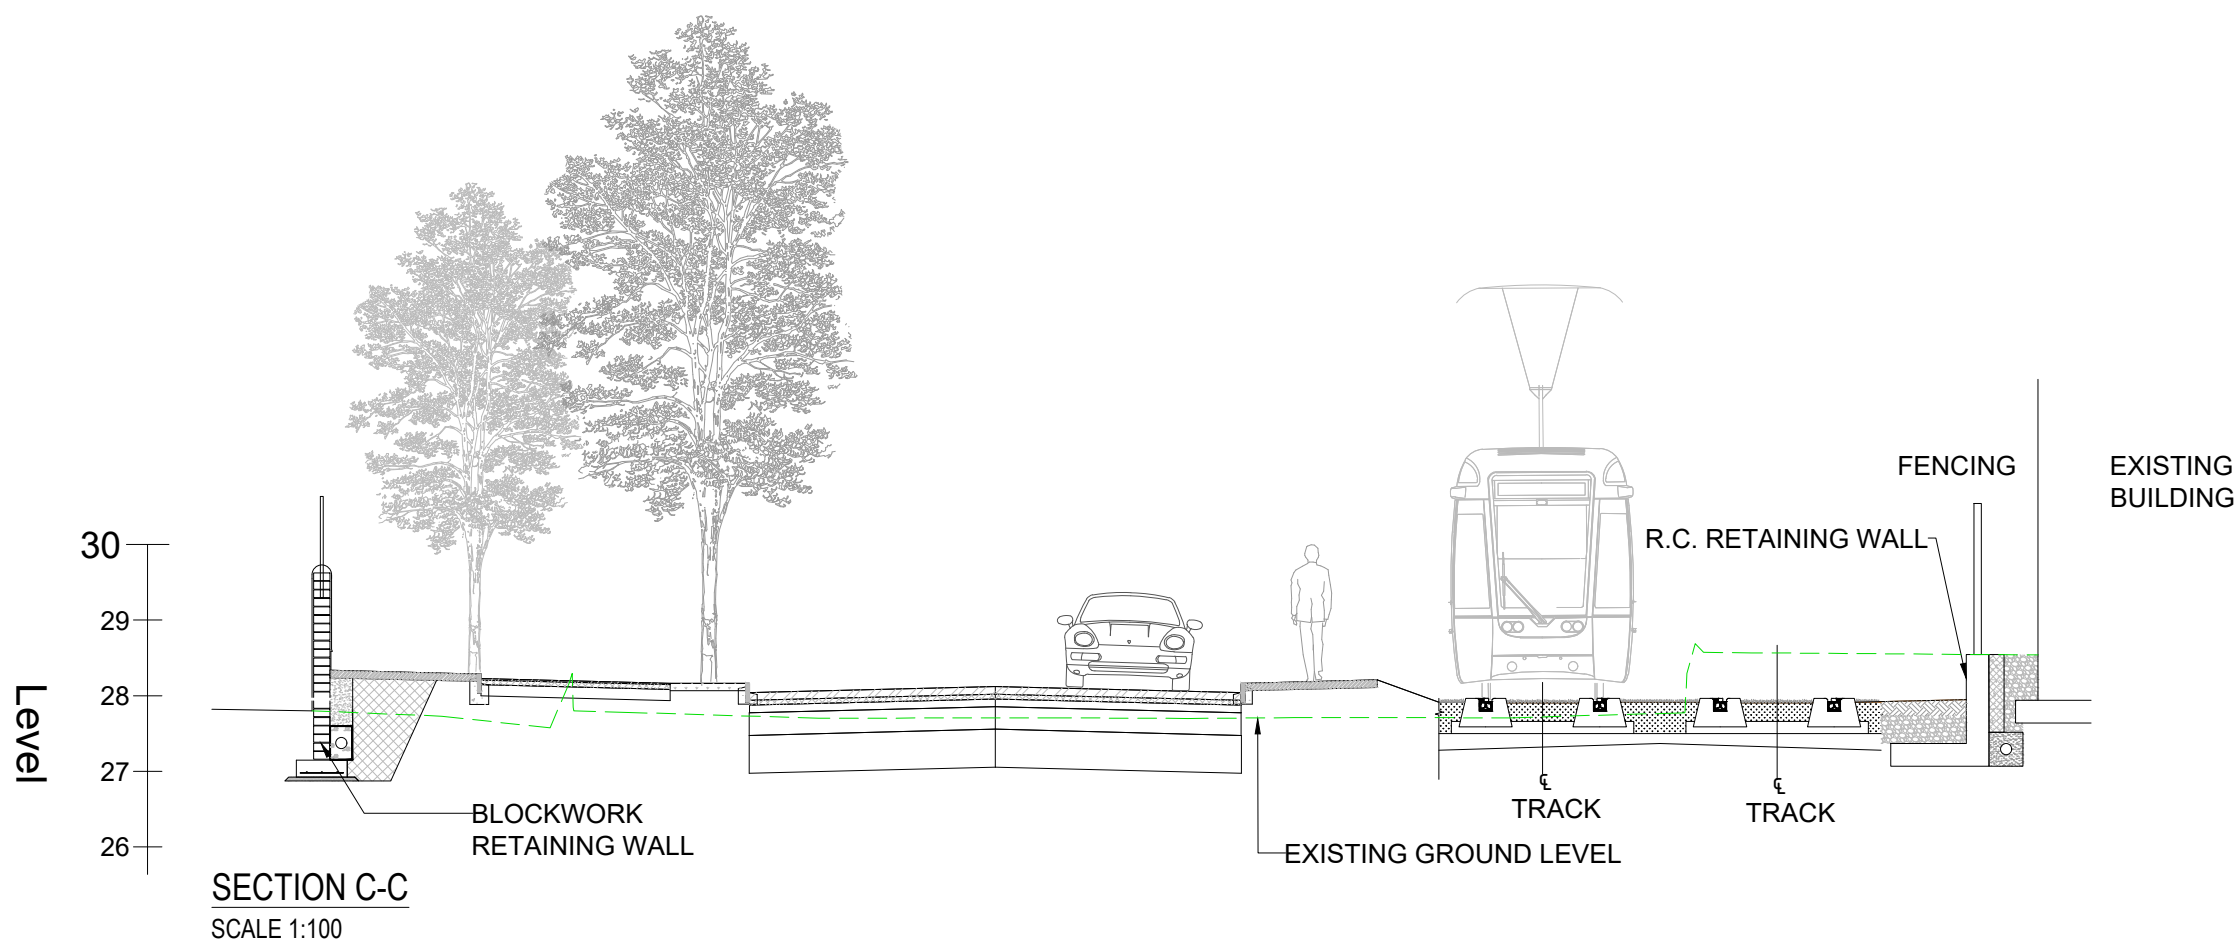 FENCING
EXISTING
BUILDING
R.C. RETAINING WALL
30
29
28
27
26
Level
BLOCKWORK
RETAINING WALL
℄
TRACK
℄
TRACK
EXISTING GROUND LEVEL
SECTION C-C
SCALE 1:100